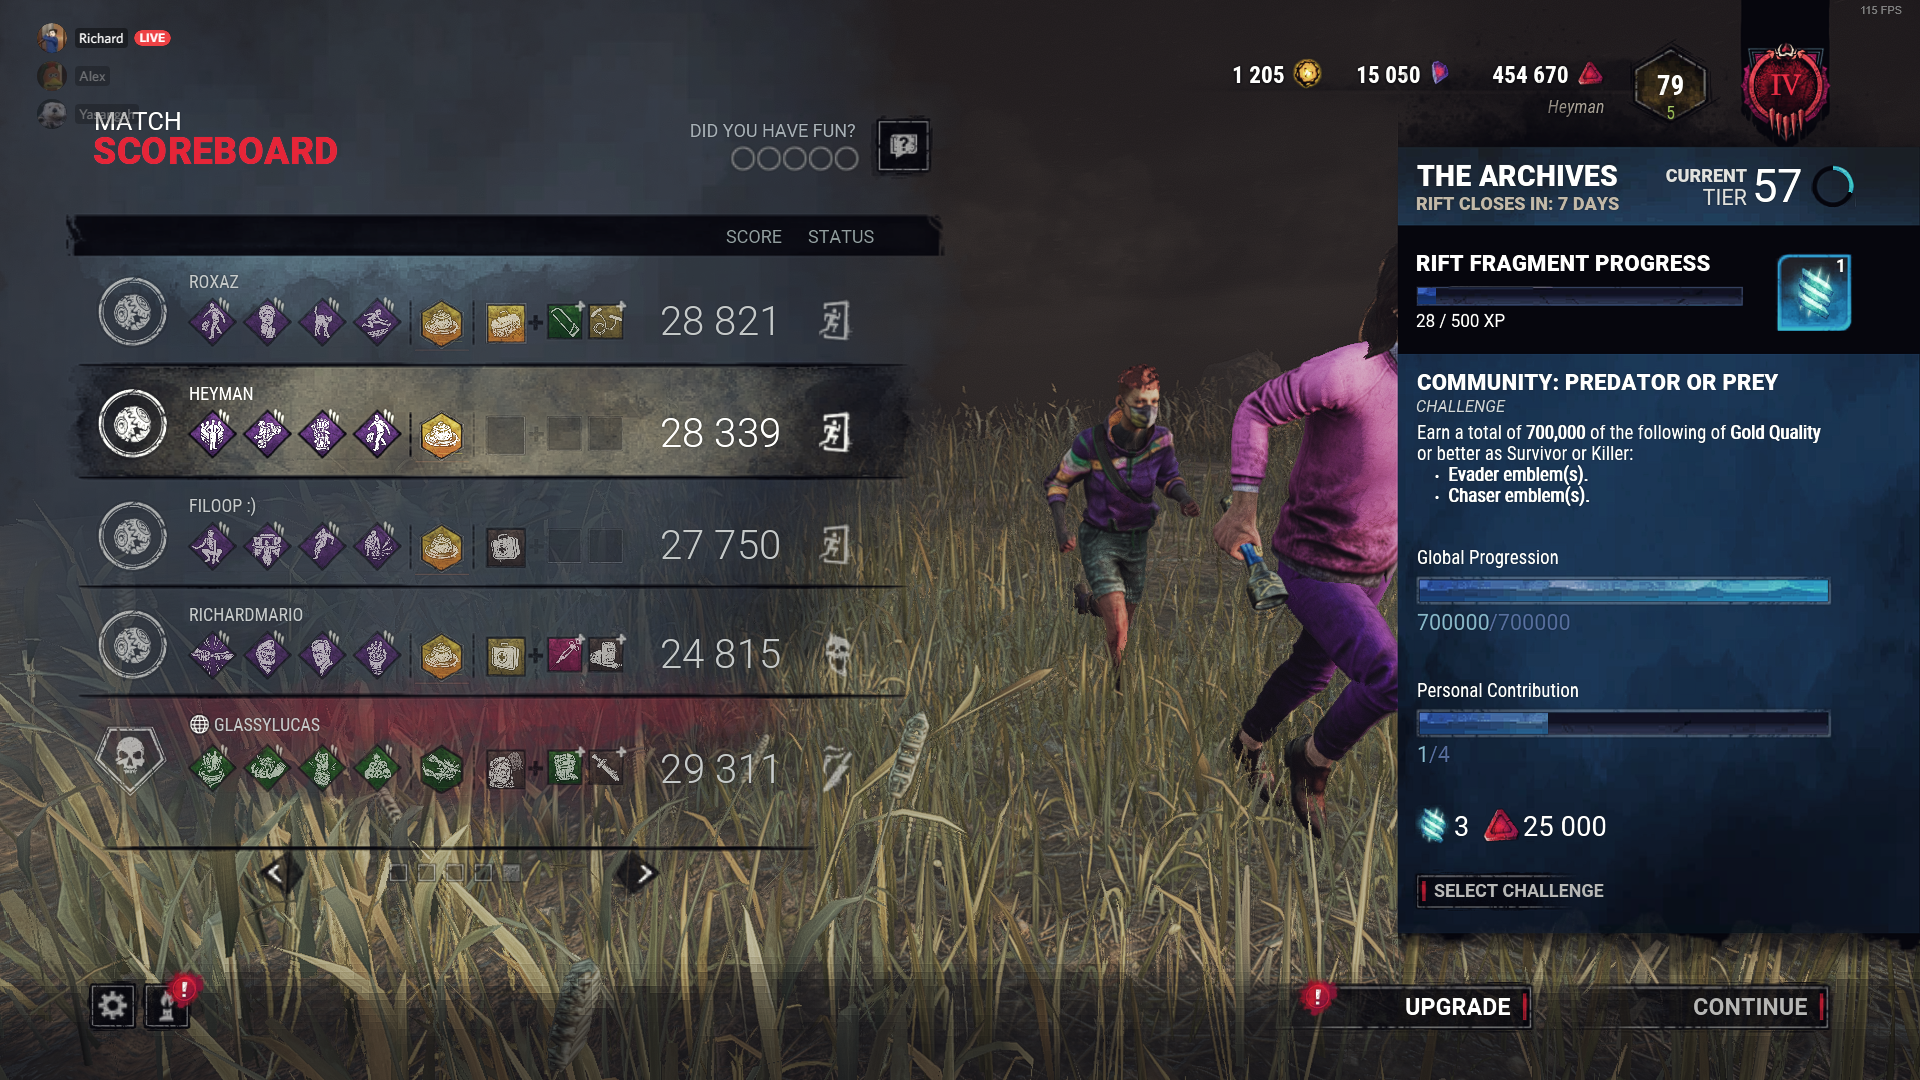 115 FPS
Richard LIVE
Alex
MATCH
SCOREBOARD
DID YOU HAVE FUN?
1 205
15 050
454 670
Heyman
79
5
IV
THE ARCHIVES
RIFT CLOSES IN: 7 DAYS
CURRENT
TIER 57
SCORE STATUS
ROXAZ
28 821
HEYMAN
28 339
FILOOP :)
27 750
RICHARDMARIO
24 815
GLASSYLUCAS
29 311
RIFT FRAGMENT PROGRESS
1
28 / 500 XP
COMMUNITY: PREDATOR OR PREY
CHALLENGE
Earn a total of 700,000 of the following of Gold Quality
or better as Survivor or Killer:
· Evader emblem(s).
· Chaser emblem(s).
Global Progression
700000/700000
Personal Contribution
1/4
3 25 000
SELECT CHALLENGE
!
!
UPGRADE
CONTINUE